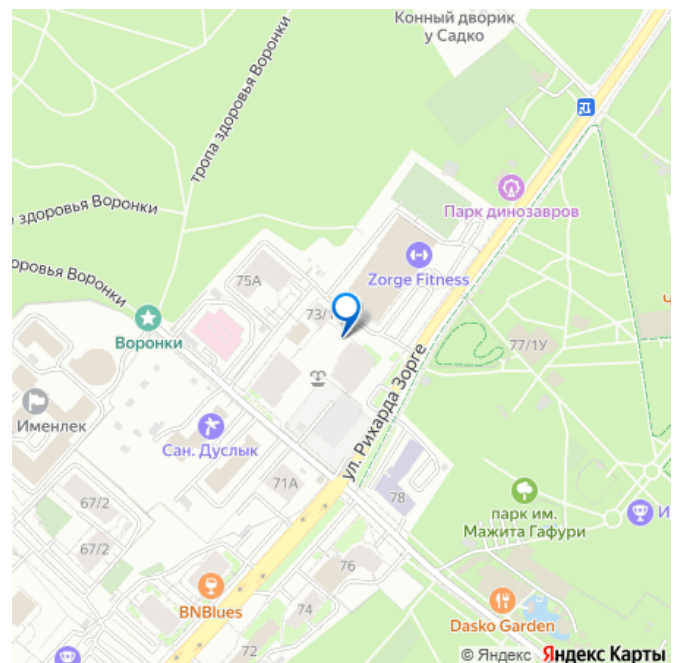 Конный дворик
у Садко
тропа здоровья Воронки
Парк динозавров
здоровья Воронки
Zorge Fitness
оровья Воронки
75А
73/1
Воронки
77/1У
ул. Рихарда Зорге
Именлек
Сан. Дуслык
71А
78
67/2
парк им.
Мажита Гафури
67/2
76
BNBlues
74
Dasko Garden
72
© Яндекс Яндекс Карты